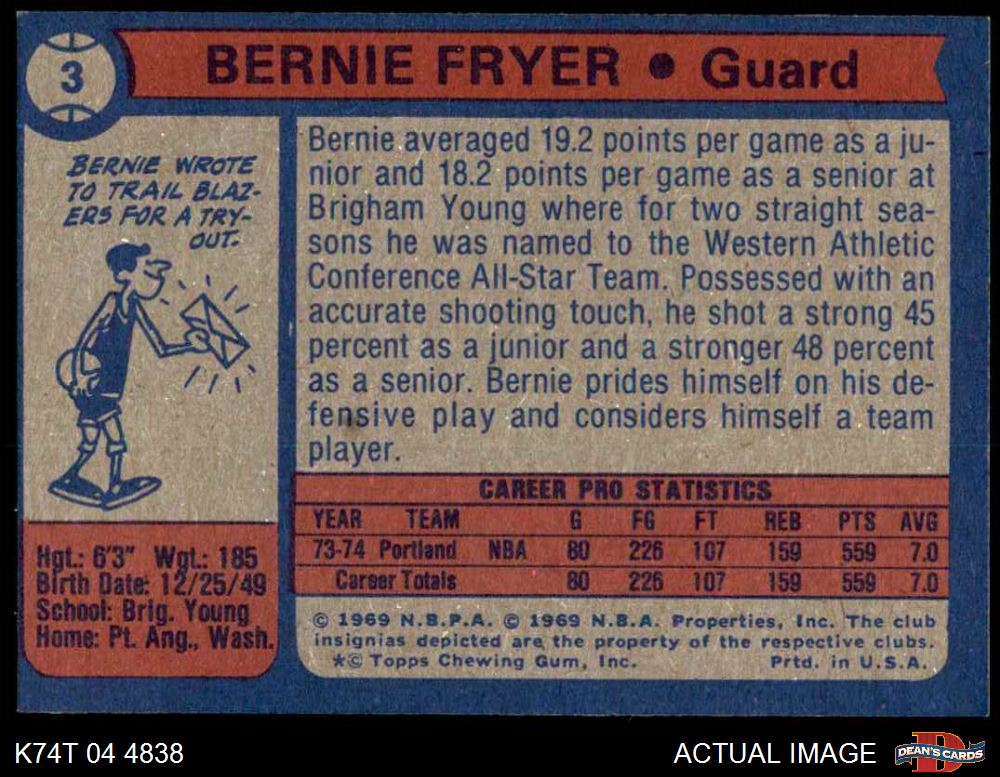 3
BERNIE FRYER • Guard
BERNIE WROTE
TO TRAIL BLAZ-
ERS FOR A TRY-
OUT.
Hgt.: 6'3" Wgt.: 185
Birth Date: 12/25/49
School: Brig. Young
Home: Pt. Ang., Wash.
Bernie averaged 19.2 points per game as a ju-
nior and 18.2 points per game as a senior at
Brigham Young where for two straight sea-
sons he was named to the Western Athletic
Conference All-Star Team. Possessed with an
accurate shooting touch, he shot a strong 45
percent as a junior and a stronger 48 percent
as a senior. Bernie prides himself on his de-
fensive play and considers himself a team
player.
CAREER PRO STATISTICS
YEAR TEAM G FG FT REB PTS AVG
73-74 Portland NBA 80 226 107 159 559 7.0
Career Totals 80 226 107 159 559 7.0
© 1969 N.B.P.A. © 1969 N.B.A. Properties, Inc. The club
insignias depicted are the property of the respective clubs.
*© Topps Chewing Gum, Inc. Prtd. in U.S.A.
K74T 04 4838 ACTUAL IMAGE DEAN'S CARDS